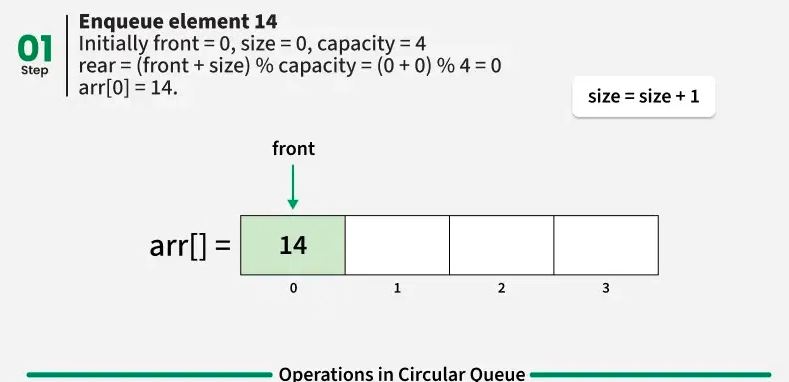 01
Step
Enqueue element 14
Initially front = 0, size = 0, capacity = 4
rear = (front + size) % capacity = (0 + 0) % 4 = 0
arr[0] = 14.
size = size + 1
front
arr[] =
14
0 1 2 3
Operations in Circular Queue